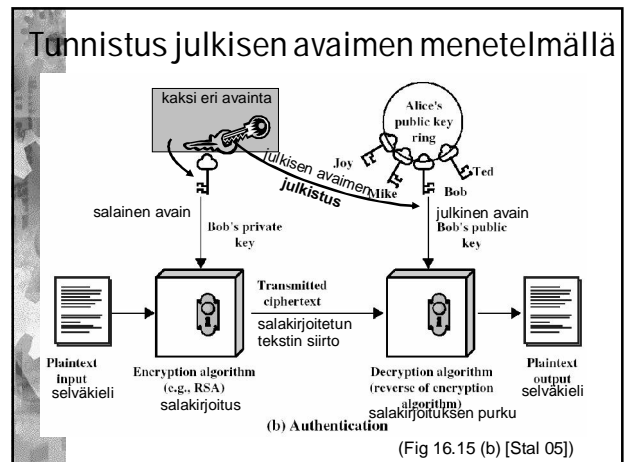 Tunnistus julkisen avaimen menetelmällä
kaksi eri avainta
Alice's
public key
ring
Joy
Mike
Bob
Ted
julkisen avaimen
julkistus
salainen avain
Bob's private
key
julkinen avain
Bob's public
key
Transmitted
ciphertext
salakirjoitetun
tekstin siirto
Plaintext
input
selväkieli
Encryption algorithm
(e.g., RSA)
salakirjoitus
Decryption algorithm
(reverse of encryption
algorithm)
salakirjoituksen purku
Plaintext
output
selväkieli
(b) Authentication
(Fig 16.15 (b) [Stal 05])